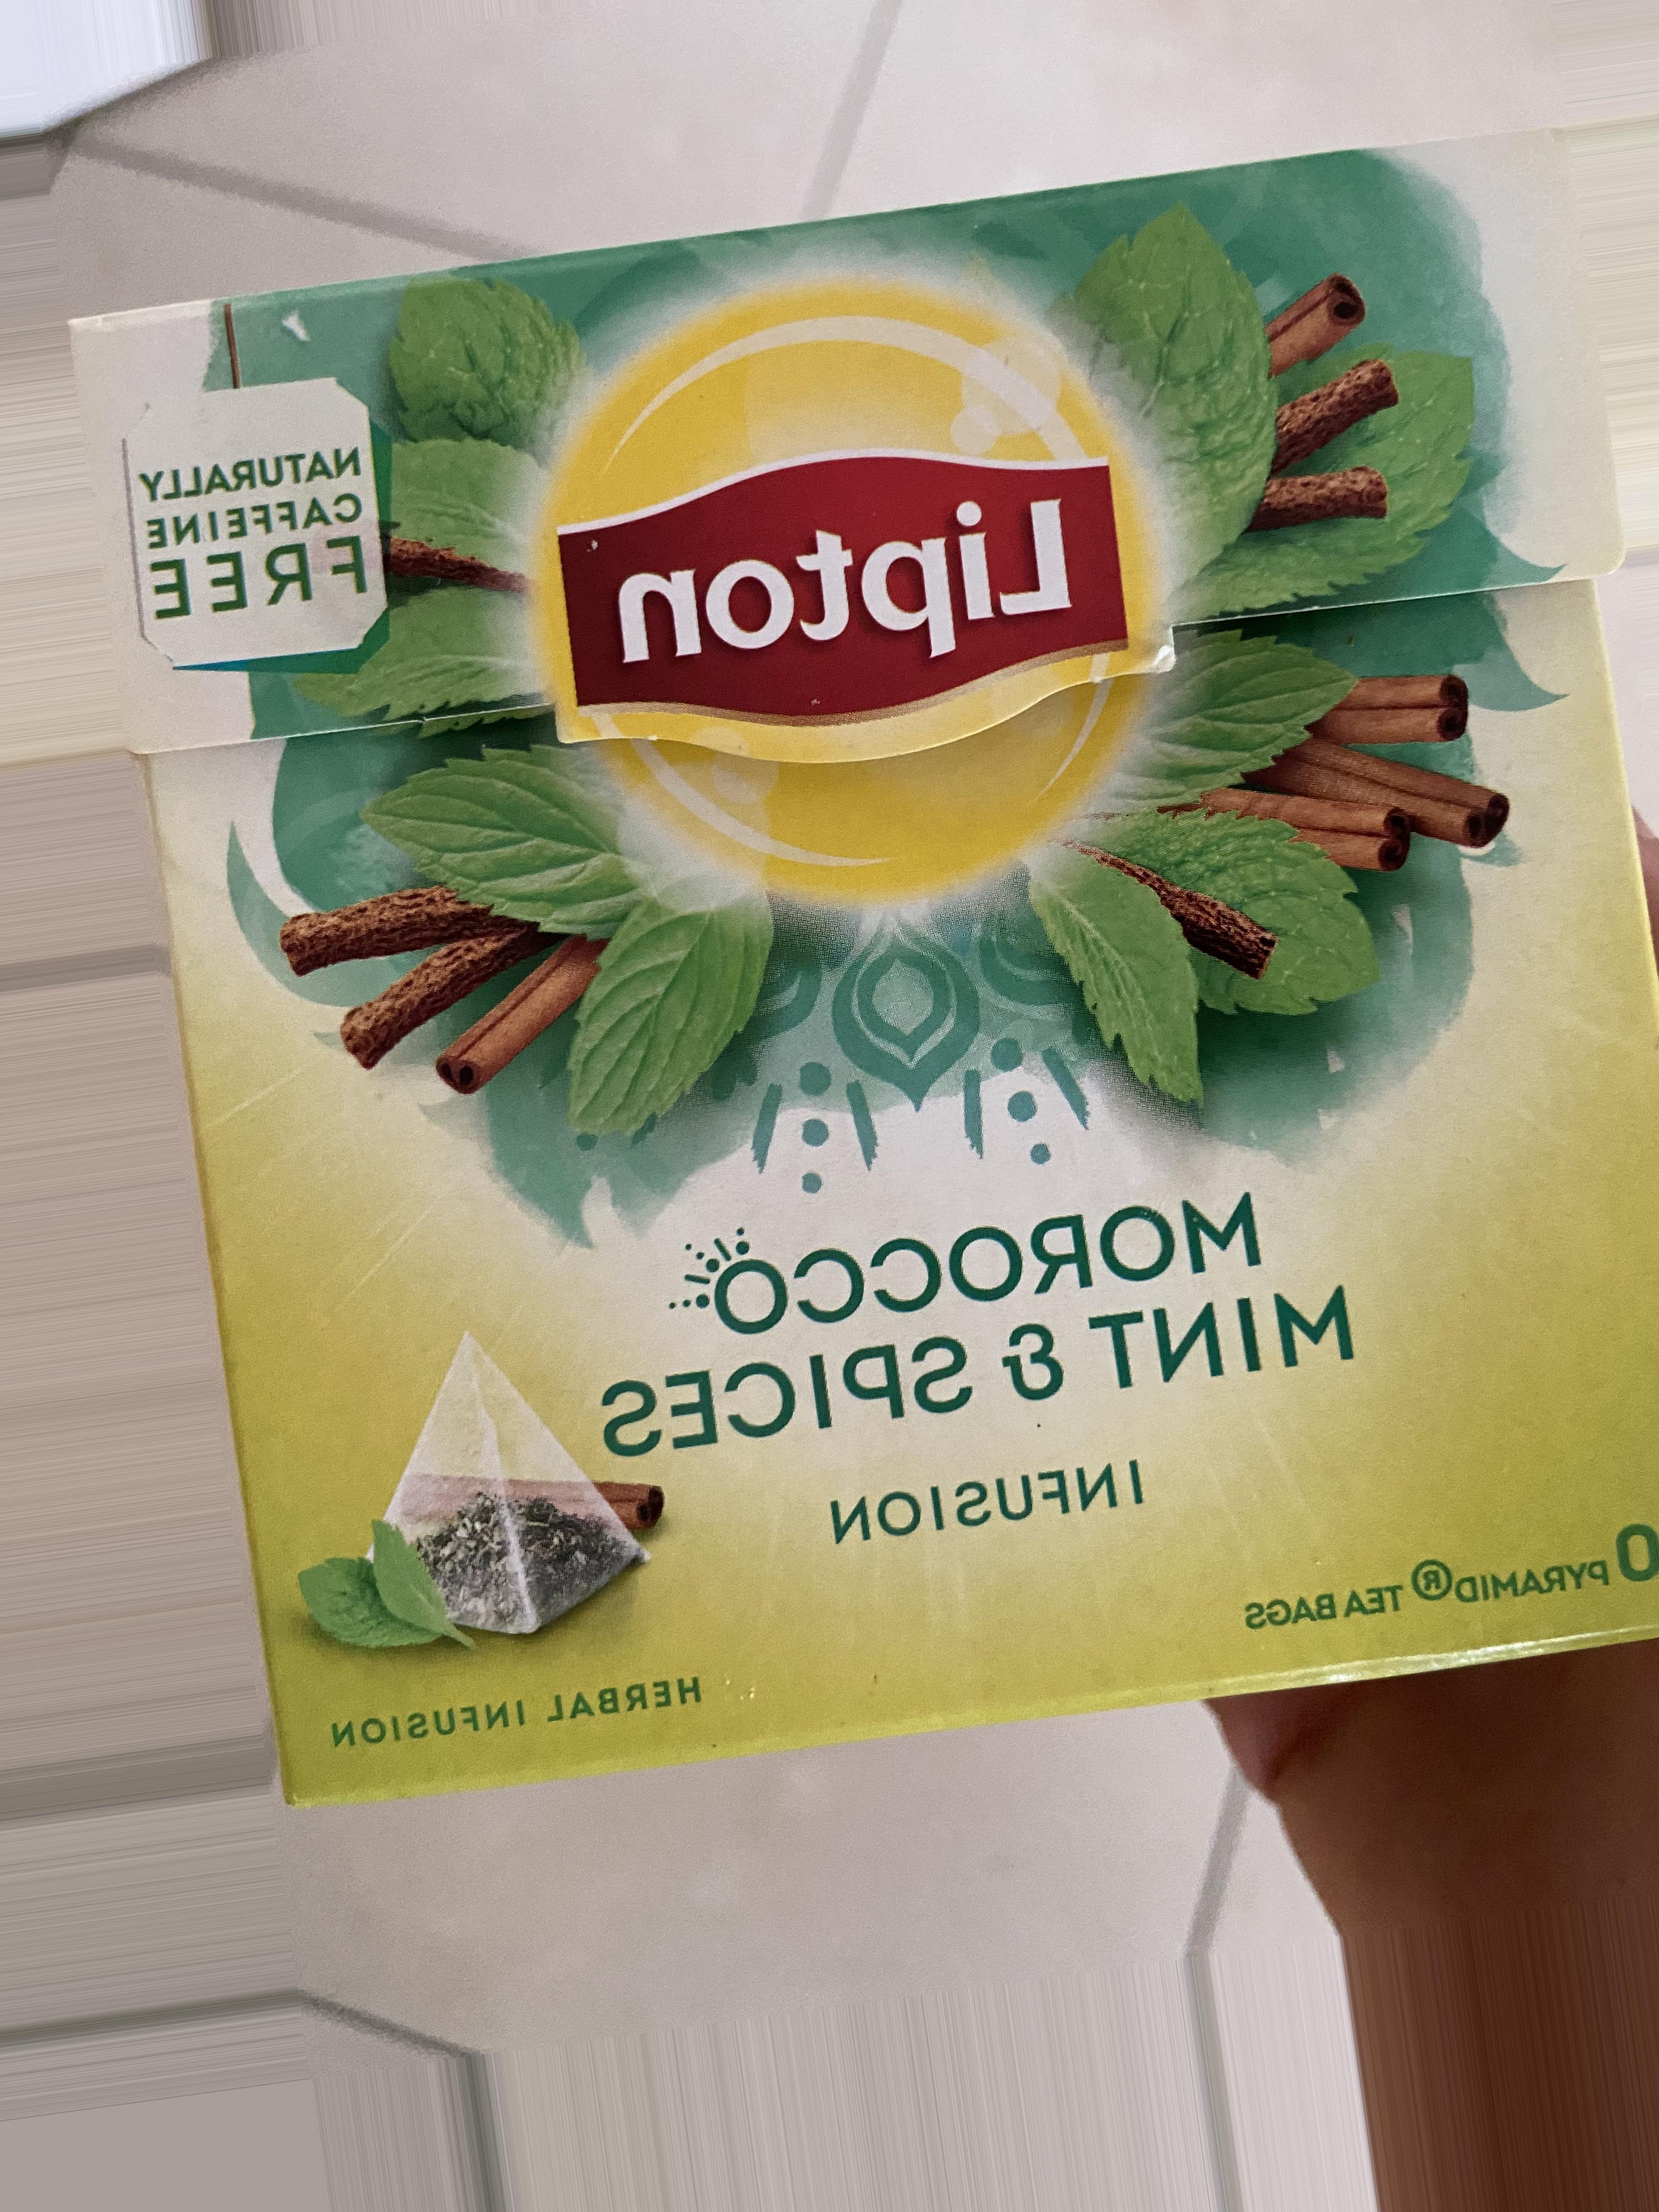 Lipton
NATURALLY
CAFFEINE
FREE
MOROCCO
MINT & SPICES
INFUSION
PYRAMID® TEA BAGS
HERBAL INFUSION